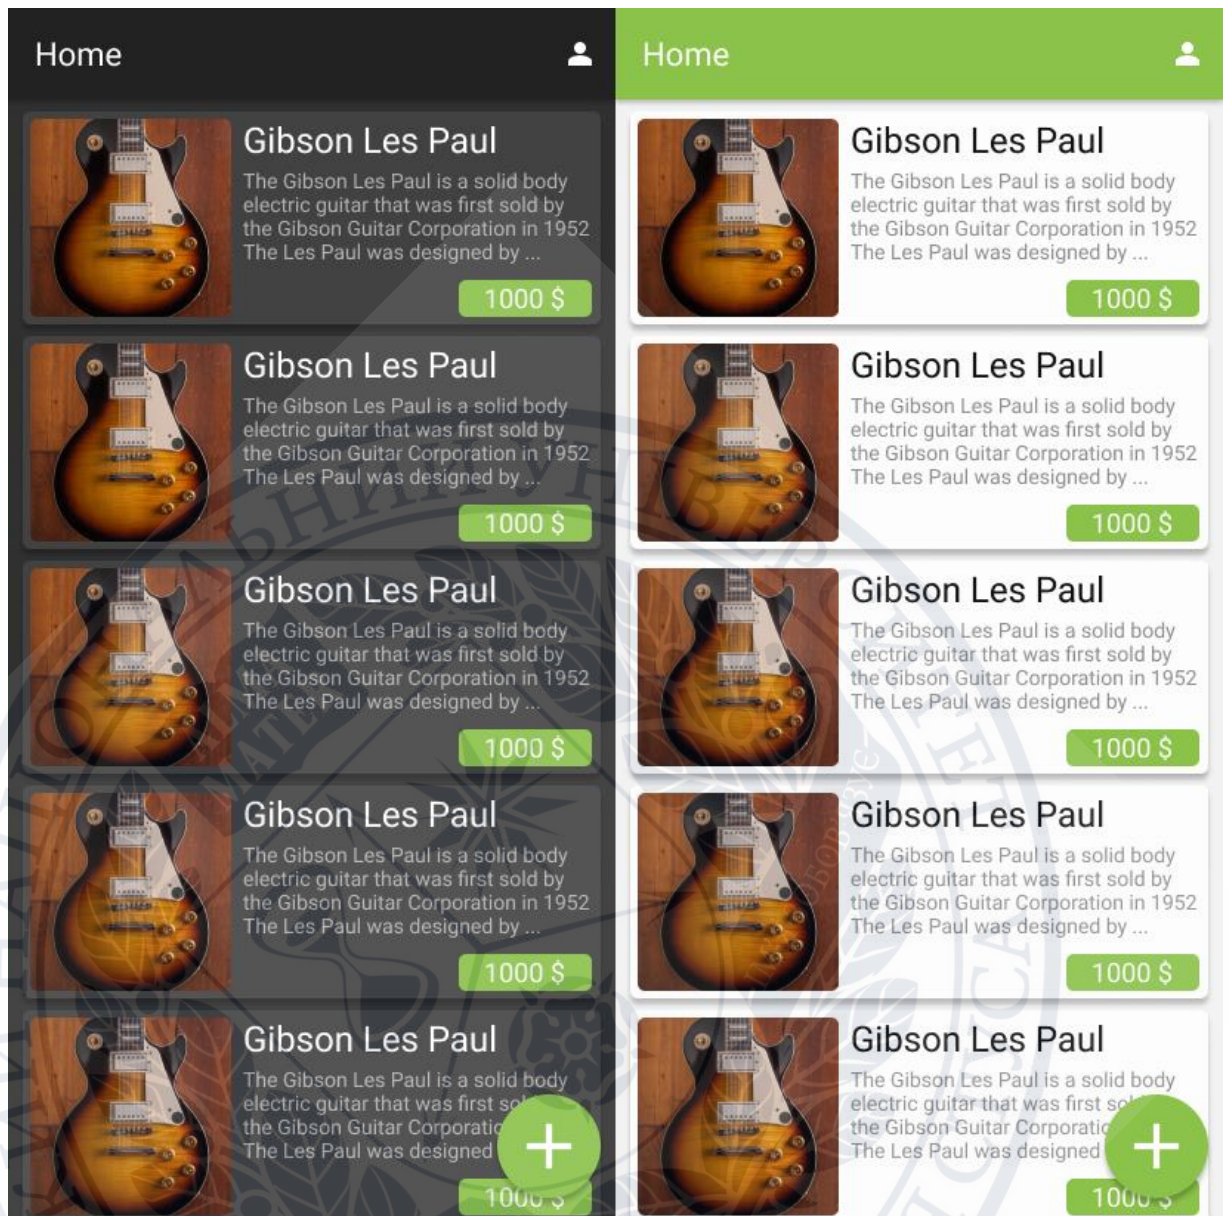 Home
Gibson Les Paul
The Gibson Les Paul is a solid body
electric guitar that was first sold by
the Gibson Guitar Corporation in 1952
The Les Paul was designed by ...
1000 $
Gibson Les Paul
The Gibson Les Paul is a solid body
electric guitar that was first sold by
the Gibson Guitar Corporation in 1952
The Les Paul was designed by ...
1000 $
Gibson Les Paul
The Gibson Les Paul is a solid body
electric guitar that was first sold by
the Gibson Guitar Corporation in 1952
The Les Paul was designed by ...
1000 $
Gibson Les Paul
The Gibson Les Paul is a solid body
electric guitar that was first sold by
the Gibson Guitar Corporation in 1952
The Les Paul was designed by ...
1000 $
Gibson Les Paul
The Gibson Les Paul is a solid body
electric guitar that was first
the Gibson Guitar
The Les Paul was designed
1000 $
Home
Gibson Les Paul
The Gibson Les Paul is a solid body
electric guitar that was first sold by
the Gibson Guitar Corporation in 1952
The Les Paul was designed by ...
1000 $
Gibson Les Paul
The Gibson Les Paul is a solid body
electric guitar that was first sold by
the Gibson Guitar Corporation in 1952
The Les Paul was designed by ...
1000 $
Gibson Les Paul
The Gibson Les Paul is a solid body
electric guitar that was first sold by
the Gibson Guitar Corporation in 1952
The Les Paul was designed by ...
1000 $
Gibson Les Paul
The Gibson Les Paul is a solid body
electric guitar that was first sold by
the Gibson Guitar Corporation in 1952
The Les Paul was designed by ...
1000 $
Gibson Les Paul
The Gibson Les Paul is a solid body
electric guitar that was first
the Gibson Guitar
The Les Paul was designed
1000 $